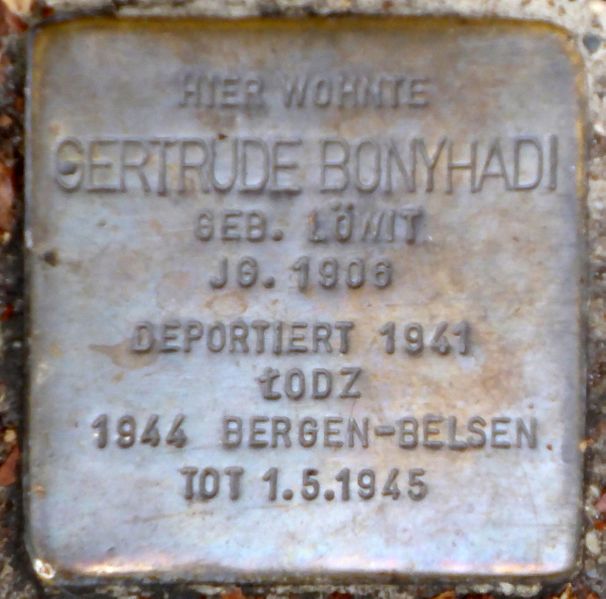 HIER WOHNTE
GERTRUDE BONYHADI
GEB. LÖWIT
JG. 1906
DEPORTIERT 1941
ŁODZ
1944 BERGEN-BELSEN
TOT 1.5.1945